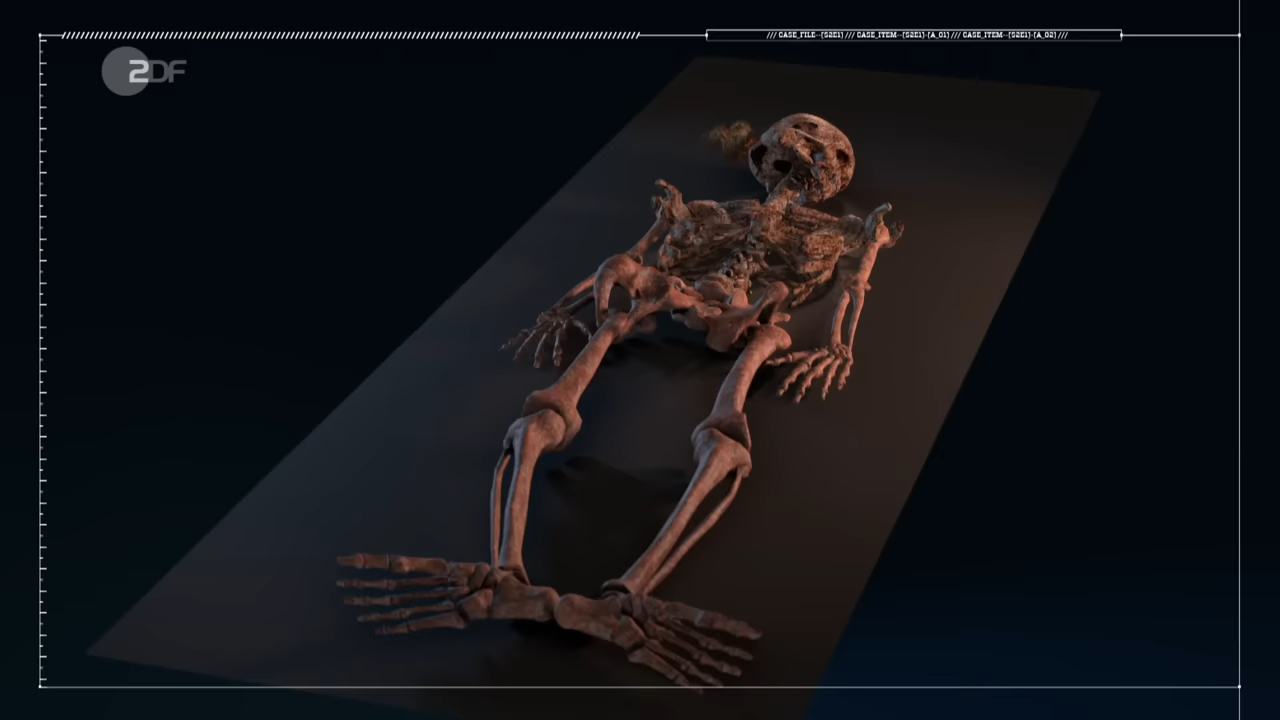 /// CASE_FILE--[S2E1] /// CASE_ITEM--[S2E1]-[A_01] /// CASE_ITEM--[S2E1]-[A_02] ///
2DF